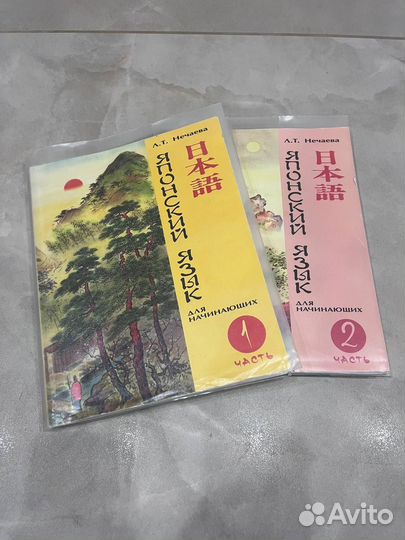 Л.Т. Нечаева
日本語
ЯПОНСКИЙ ЯЗЫК
ДЛЯ
НАЧИНАЮЩИХ
1
ЧАСТЬ
Л.Т. Нечаева
日本語
ЯПОНСКИЙ ЯЗЫК
ДЛЯ
НАЧИНАЮЩИХ
2
ЧАСТЬ
Avito